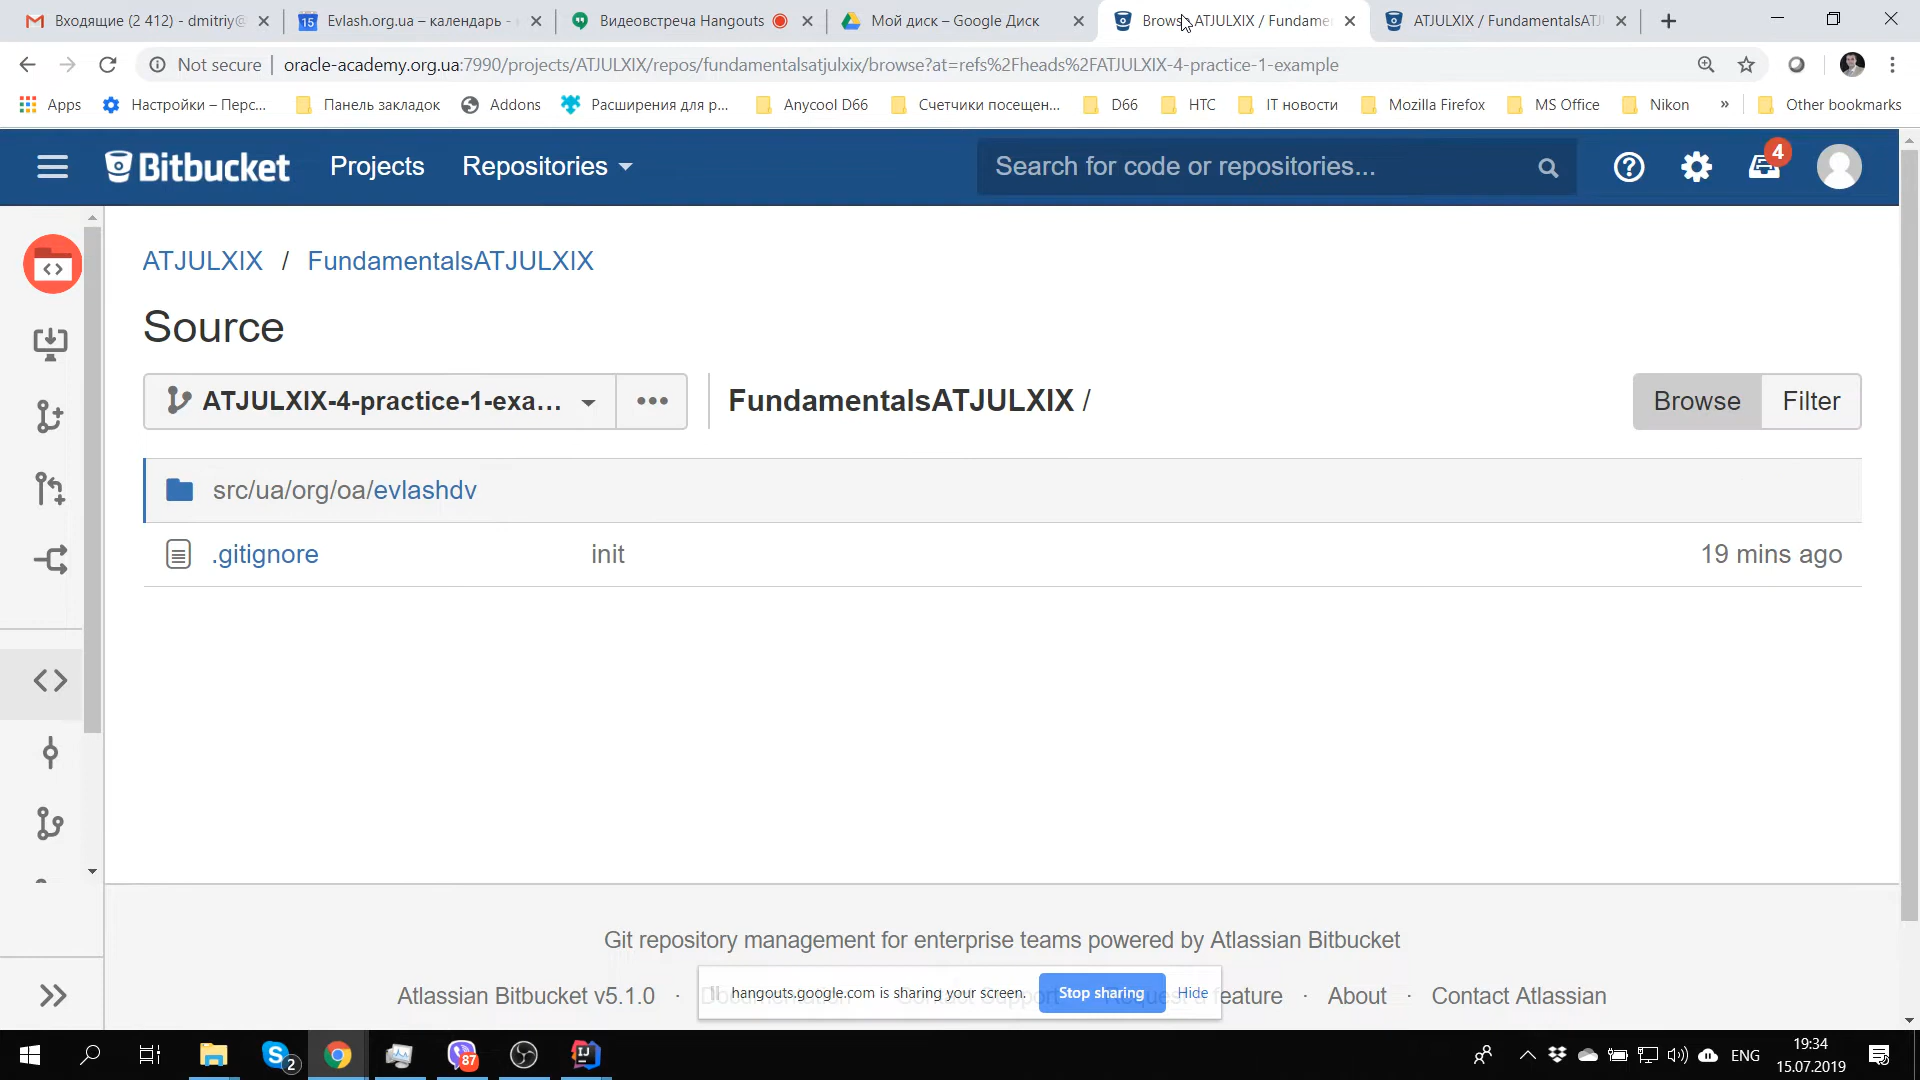 Входящие (2 412) - dmitriy@
Evlash.org.ua – календарь -
Видеовстреча Hangouts
Мой диск – Google Диск
Brows ATJULXIX / Fundame
ATJULXIX / FundamentalsATJ
Not secure | oracle-academy.org.ua:7990/projects/ATJULXIX/repos/fundamentalsatjulxix/browse?at=refs%2Fheads%2FATJULXIX-4-practice-1-example
Apps
Настройки – Перс...
Панель закладок
Addons
Расширения для р...
Anycool D66
Счетчики посещен...
D66
HTC
IT новости
Mozilla Firefox
MS Office
Nikon
»
Other bookmarks
Bitbucket
Projects
Repositories
Search for code or repositories...
4
ATJULXIX / FundamentalsATJULXIX
Source
ATJULXIX-4-practice-1-exa...
FundamentalsATJULXIX /
Browse
Filter
src/ua/org/oa/evlashdv
.gitignore
init
19 mins ago
Git repository management for enterprise teams powered by Atlassian Bitbucket
Atlassian Bitbucket v5.1.0 ·
hangouts.google.com is sharing your screen.
Stop sharing
Hide
feature · About · Contact Atlassian
2
87
ENG
19:34
15.07.2019